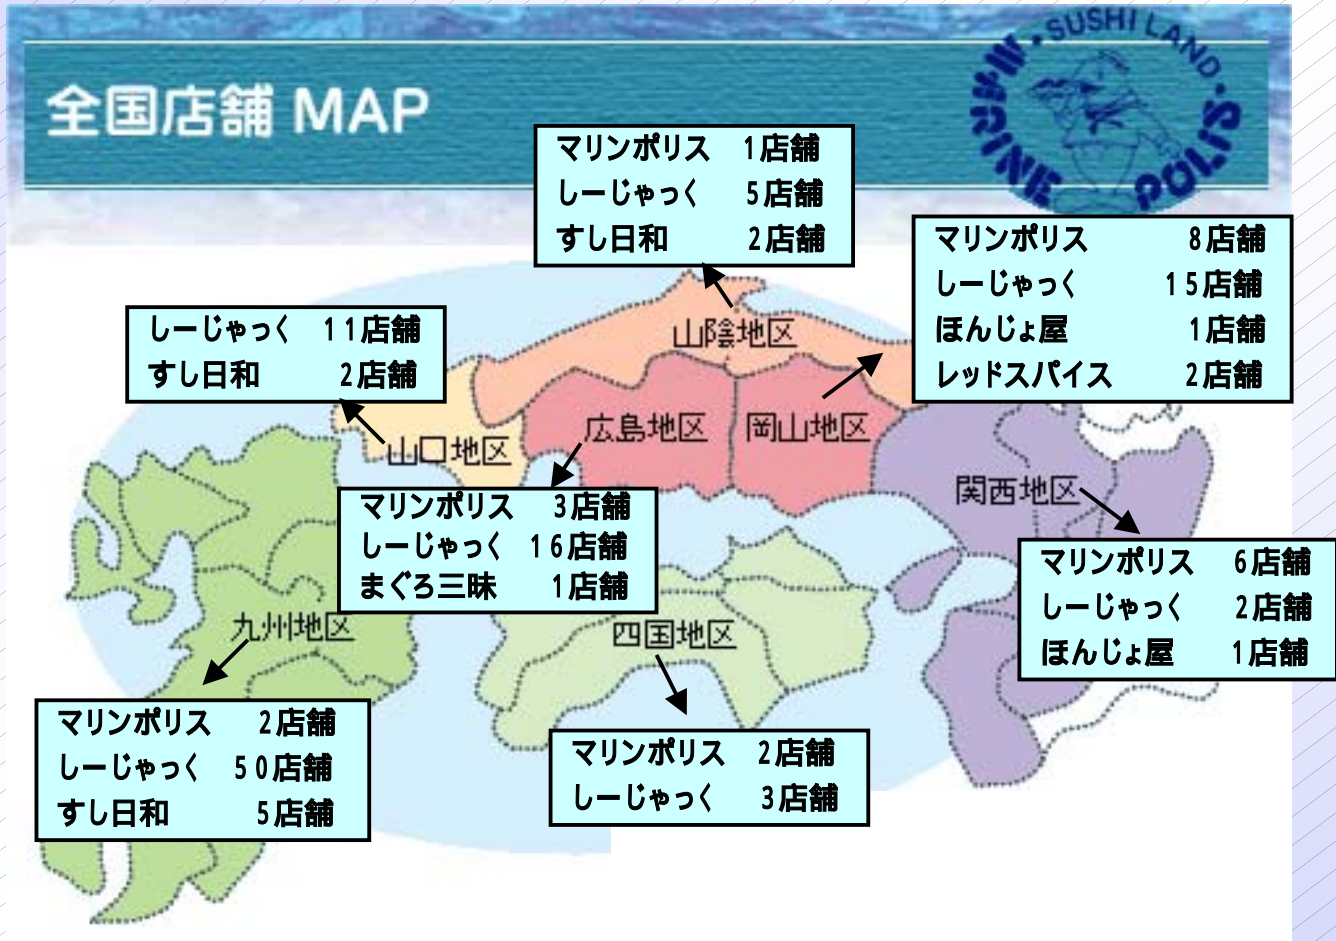 全国店舗 MAP
SUSHI LAND
MARINE POLIS
マリンポリス 1店舗
しーじゃっく 5店舗
すし日和 2店舗
マリンポリス 8店舗
しーじゃっく 15店舗
ほんじょ屋 1店舗
レッドスパイス 2店舗
しーじゃっく 11店舗
すし日和 2店舗
山陰地区
広島地区
岡山地区
山口地区
関西地区
マリンポリス 3店舗
しーじゃっく 16店舗
まぐろ三昧 1店舗
マリンポリス 6店舗
しーじゃっく 2店舗
ほんじょ屋 1店舗
九州地区
四国地区
マリンポリス 2店舗
しーじゃっく 50店舗
すし日和 5店舗
マリンポリス 2店舗
しーじゃっく 3店舗